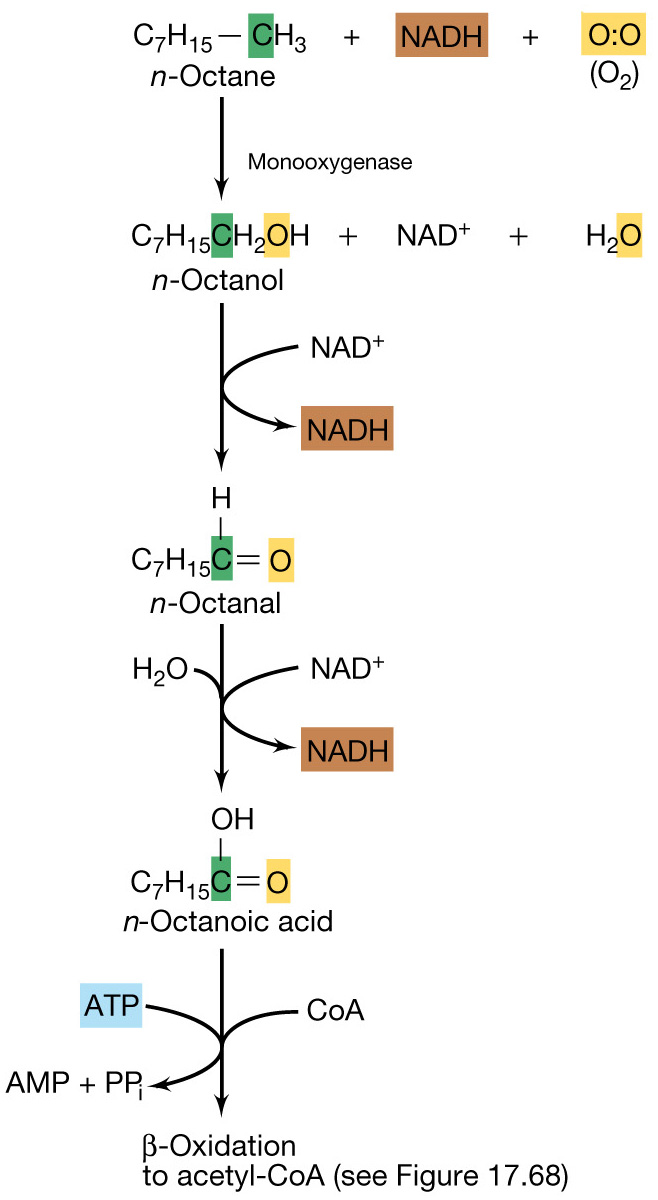 C₇H₁₅—CH₃ + NADH + O:O
n-Octane (O₂)
Monooxygenase
C₇H₁₅CH₂OH + NAD⁺ + H₂O
n-Octanol
NAD⁺
NADH
H
C₇H₁₅C=O
n-Octanal
H₂O NAD⁺
NADH
OH
C₇H₁₅C=O
n-Octanoic acid
ATP CoA
AMP + PPᵢ
β-Oxidation
to acetyl-CoA (see Figure 17.68)